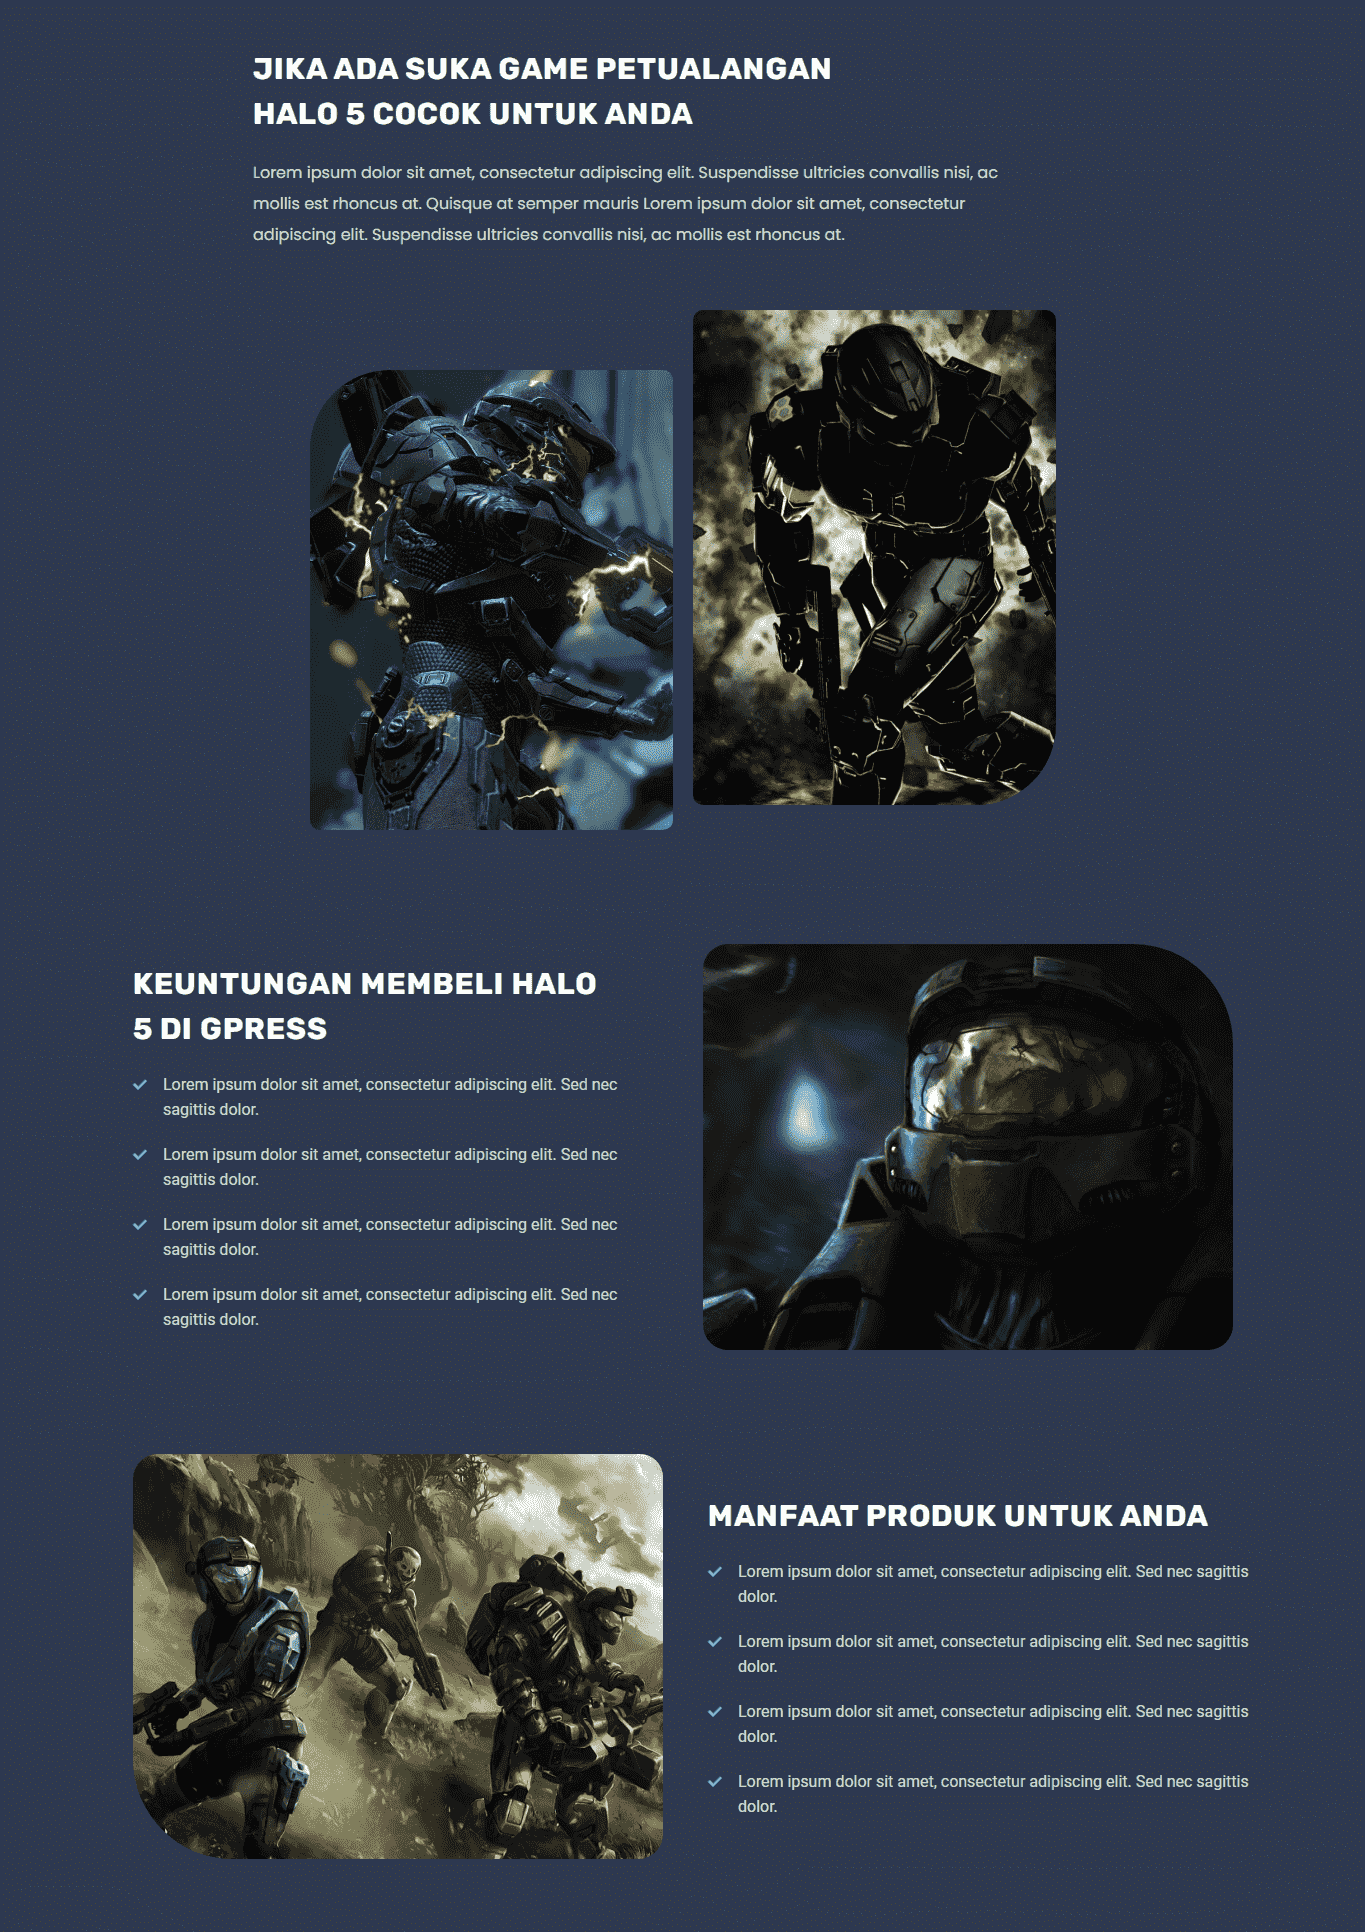 JIKA ADA SUKA GAME PETUALANGAN
HALO 5 COCOK UNTUK ANDA
Lorem ipsum dolor sit amet, consectetur adipiscing elit. Suspendisse ultricies convallis nisi, ac
mollis est rhoncus at. Quisque at semper mauris Lorem ipsum dolor sit amet, consectetur
adipiscing elit. Suspendisse ultricies convallis nisi, ac mollis est rhoncus at.
KEUNTUNGAN MEMBELI HALO
5 DI GPRESS
Lorem ipsum dolor sit amet, consectetur adipiscing elit. Sed nec
sagittis dolor.
Lorem ipsum dolor sit amet, consectetur adipiscing elit. Sed nec
sagittis dolor.
Lorem ipsum dolor sit amet, consectetur adipiscing elit. Sed nec
sagittis dolor.
Lorem ipsum dolor sit amet, consectetur adipiscing elit. Sed nec
sagittis dolor.
MANFAAT PRODUK UNTUK ANDA
Lorem ipsum dolor sit amet, consectetur adipiscing elit. Sed nec sagittis
dolor.
Lorem ipsum dolor sit amet, consectetur adipiscing elit. Sed nec sagittis
dolor.
Lorem ipsum dolor sit amet, consectetur adipiscing elit. Sed nec sagittis
dolor.
Lorem ipsum dolor sit amet, consectetur adipiscing elit. Sed nec sagittis
dolor.